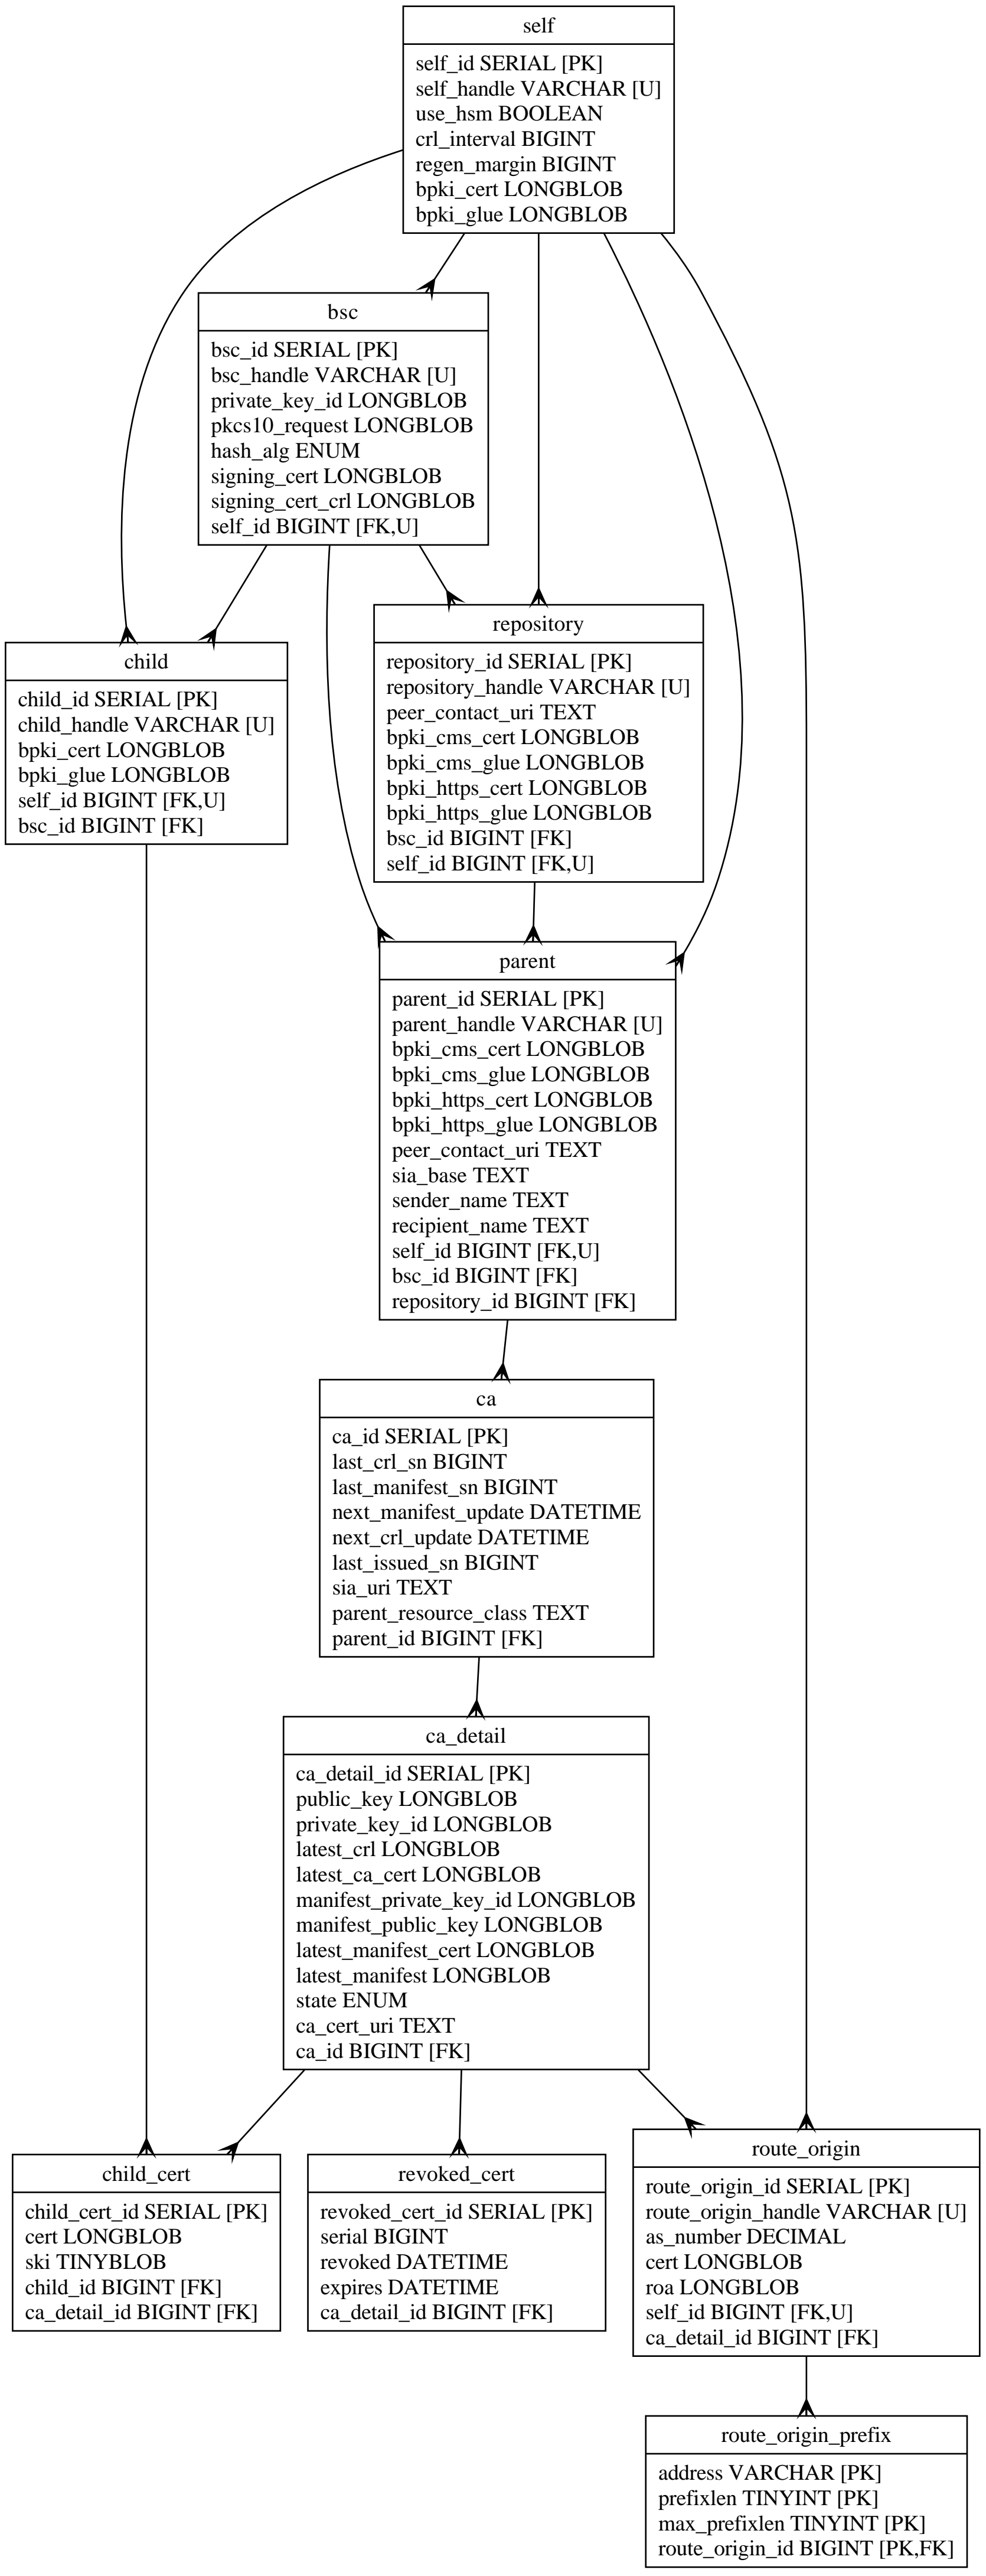 self
self_id SERIAL [PK]
self_handle VARCHAR [U]
use_hsm BOOLEAN
crl_interval BIGINT
regen_margin BIGINT
bpki_cert LONGBLOB
bpki_glue LONGBLOB
bsc
bsc_id SERIAL [PK]
bsc_handle VARCHAR [U]
private_key_id LONGBLOB
pkcs10_request LONGBLOB
hash_alg ENUM
signing_cert LONGBLOB
signing_cert_crl LONGBLOB
self_id BIGINT [FK,U]
repository
repository_id SERIAL [PK]
repository_handle VARCHAR [U]
peer_contact_uri TEXT
bpki_cms_cert LONGBLOB
bpki_cms_glue LONGBLOB
bpki_https_cert LONGBLOB
bpki_https_glue LONGBLOB
bsc_id BIGINT [FK]
self_id BIGINT [FK,U]
child
child_id SERIAL [PK]
child_handle VARCHAR [U]
bpki_cert LONGBLOB
bpki_glue LONGBLOB
self_id BIGINT [FK,U]
bsc_id BIGINT [FK]
parent
parent_id SERIAL [PK]
parent_handle VARCHAR [U]
bpki_cms_cert LONGBLOB
bpki_cms_glue LONGBLOB
bpki_https_cert LONGBLOB
bpki_https_glue LONGBLOB
peer_contact_uri TEXT
sia_base TEXT
sender_name TEXT
recipient_name TEXT
self_id BIGINT [FK,U]
bsc_id BIGINT [FK]
repository_id BIGINT [FK]
ca
ca_id SERIAL [PK]
last_crl_sn BIGINT
last_manifest_sn BIGINT
next_manifest_update DATETIME
next_crl_update DATETIME
last_issued_sn BIGINT
sia_uri TEXT
parent_resource_class TEXT
parent_id BIGINT [FK]
ca_detail
ca_detail_id SERIAL [PK]
public_key LONGBLOB
private_key_id LONGBLOB
latest_crl LONGBLOB
latest_ca_cert LONGBLOB
manifest_private_key_id LONGBLOB
manifest_public_key LONGBLOB
latest_manifest_cert LONGBLOB
latest_manifest LONGBLOB
state ENUM
ca_cert_uri TEXT
ca_id BIGINT [FK]
child_cert
child_cert_id SERIAL [PK]
cert LONGBLOB
ski TINYBLOB
child_id BIGINT [FK]
ca_detail_id BIGINT [FK]
revoked_cert
revoked_cert_id SERIAL [PK]
serial BIGINT
revoked DATETIME
expires DATETIME
ca_detail_id BIGINT [FK]
route_origin
route_origin_id SERIAL [PK]
route_origin_handle VARCHAR [U]
as_number DECIMAL
cert LONGBLOB
roa LONGBLOB
self_id BIGINT [FK,U]
ca_detail_id BIGINT [FK]
route_origin_prefix
address VARCHAR [PK]
prefixlen TINYINT [PK]
max_prefixlen TINYINT [PK]
route_origin_id BIGINT [PK,FK]